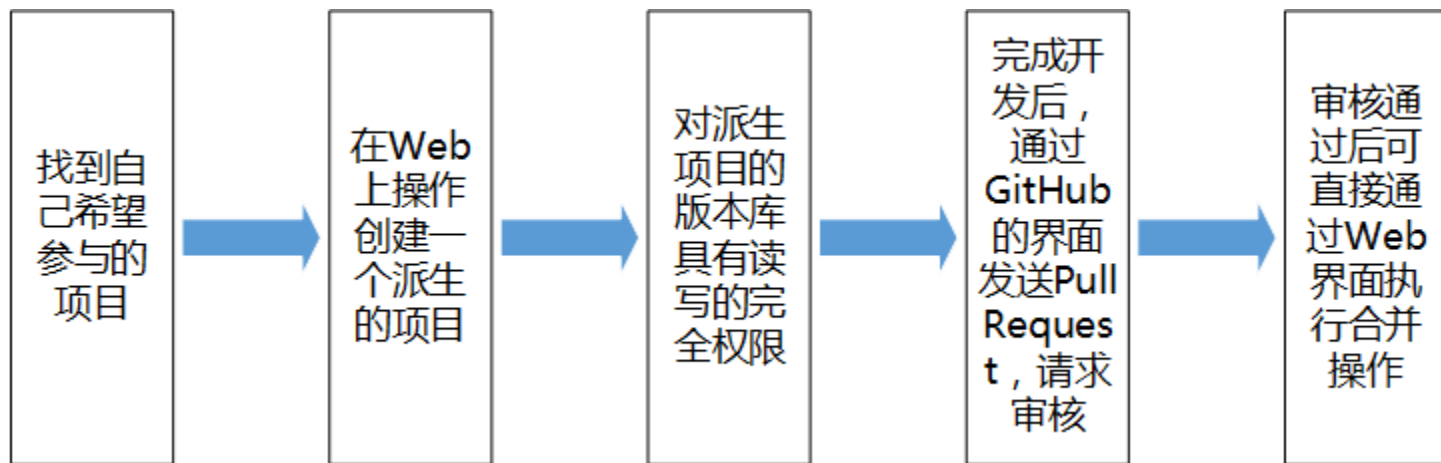 找到自
己希望
参与的
项目
在Web
上操作
创建一
个派生
的项目
对派生
项目的
版本库
具有读
写的完
全权限
完成开
发后，
通过
GitHub
的界面
发送Pull
Reques
t，请求
审核
审核通
过后可
直接通
过Web
界面执
行合并
操作